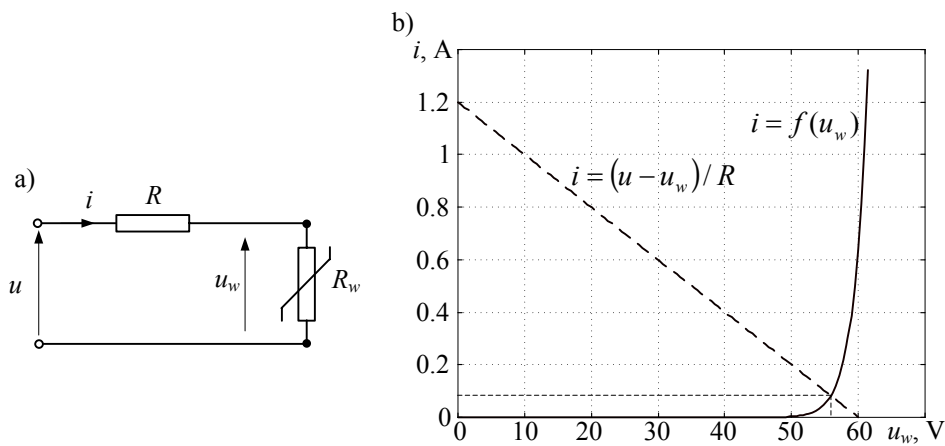 b)
i, A
1.2
1
0.8
0.6
0.4
0.2
0
i = f(u_w)
i = (u − u_w) / R
0 10 20 30 40 50 60 u_w, V
a)
i R
u u_w R_w